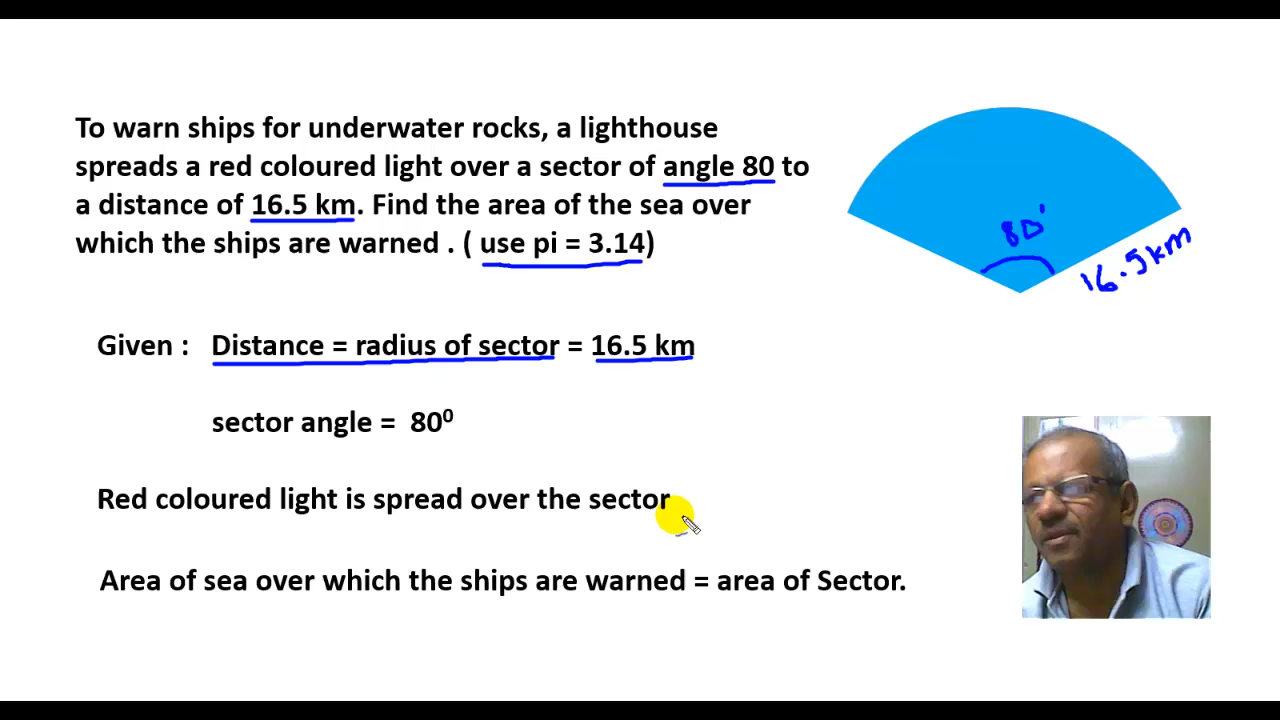 To warn ships for underwater rocks, a lighthouse
spreads a red coloured light over a sector of angle 80 to
a distance of 16.5 km. Find the area of the sea over
which the ships are warned . ( use pi = 3.14)
80°
16.5km
Given : Distance = radius of sector = 16.5 km
sector angle = 80⁰
Red coloured light is spread over the sector
Area of sea over which the ships are warned = area of Sector.